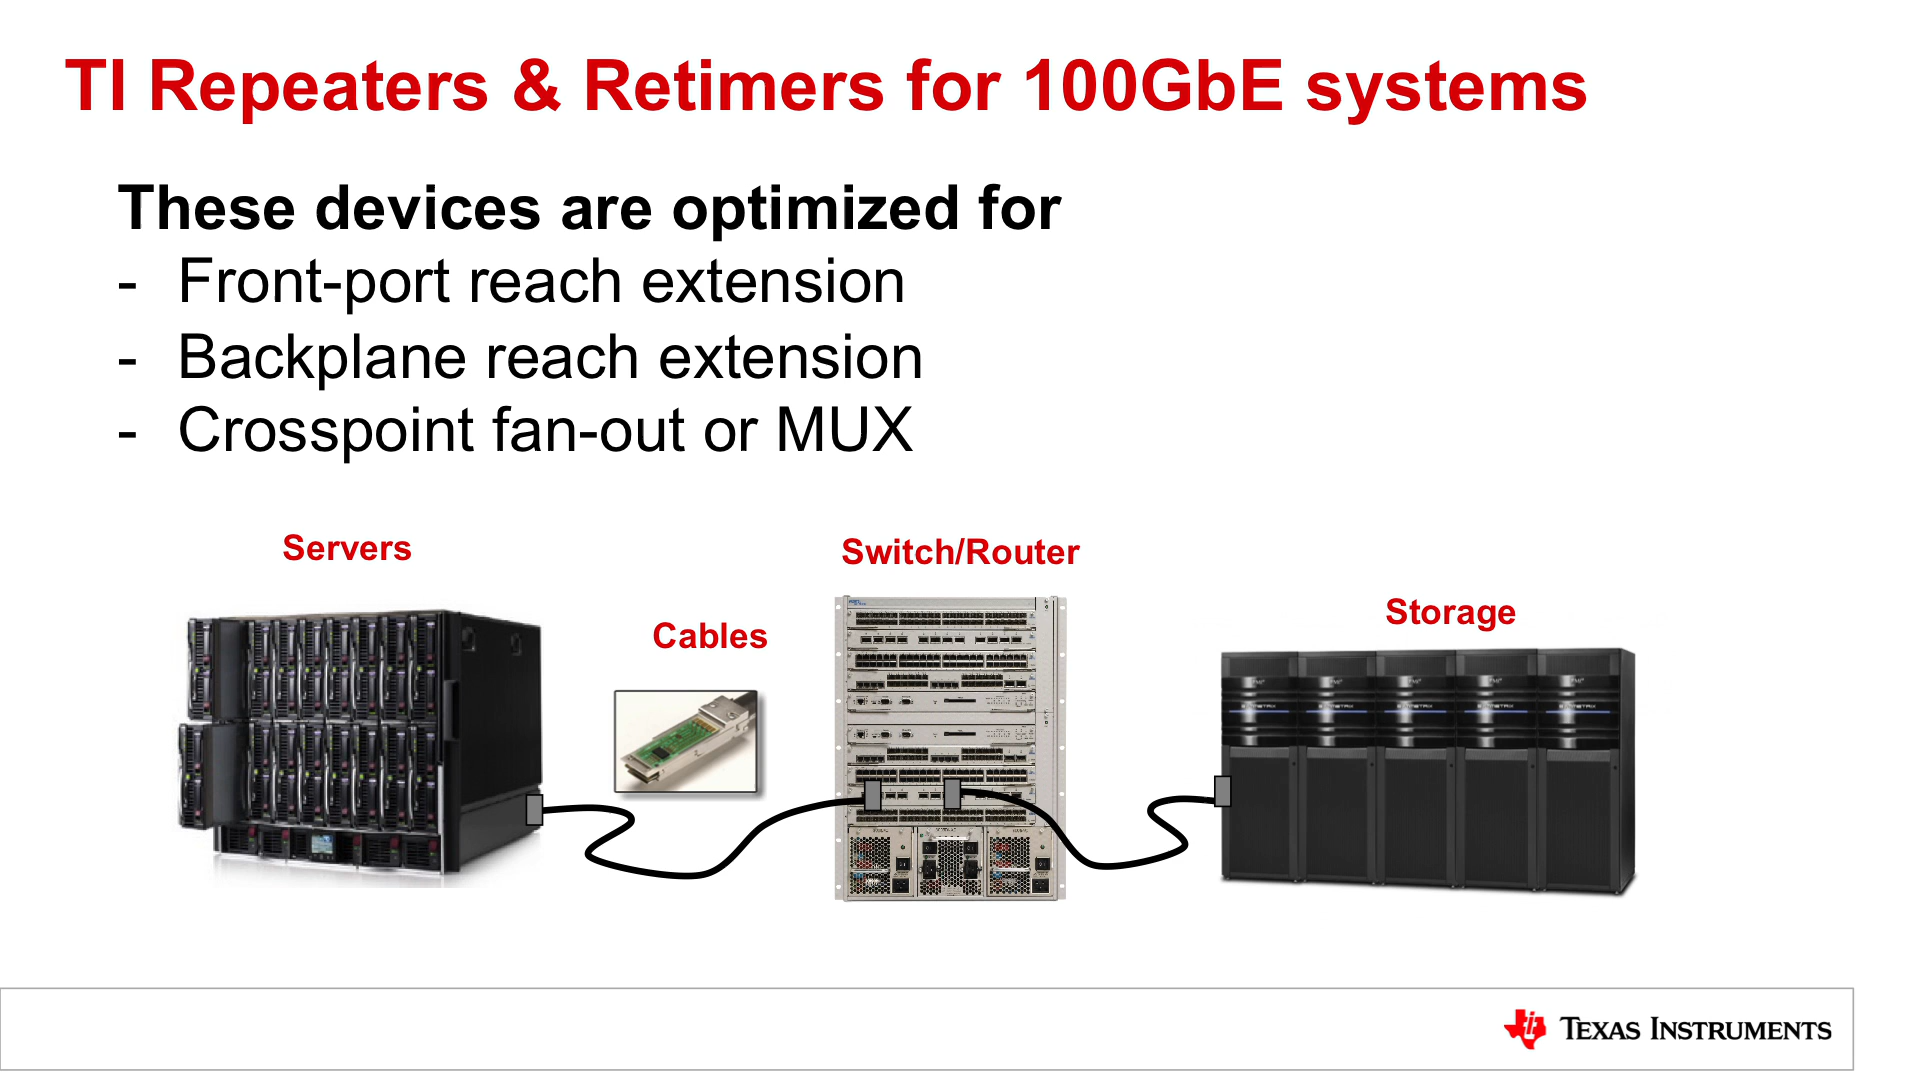 TI Repeaters & Retimers for 100GbE systems
These devices are optimized for
- Front-port reach extension
- Backplane reach extension
- Crosspoint fan-out or MUX
Servers
Switch/Router
Storage
Cables
TEXAS INSTRUMENTS